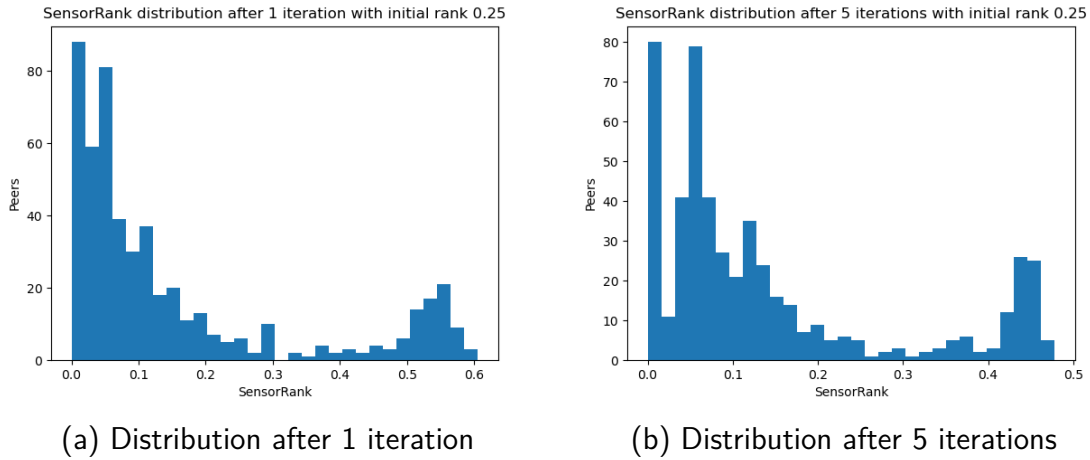 SensorRank distribution after 1 iteration with initial rank 0.25
80
60
40
20
0
Peers
0.0 0.1 0.2 0.3 0.4 0.5 0.6
SensorRank
(a) Distribution after 1 iteration
SensorRank distribution after 5 iterations with initial rank 0.25
80
70
60
50
40
30
20
10
0
Peers
0.0 0.1 0.2 0.3 0.4 0.5
SensorRank
(b) Distribution after 5 iterations